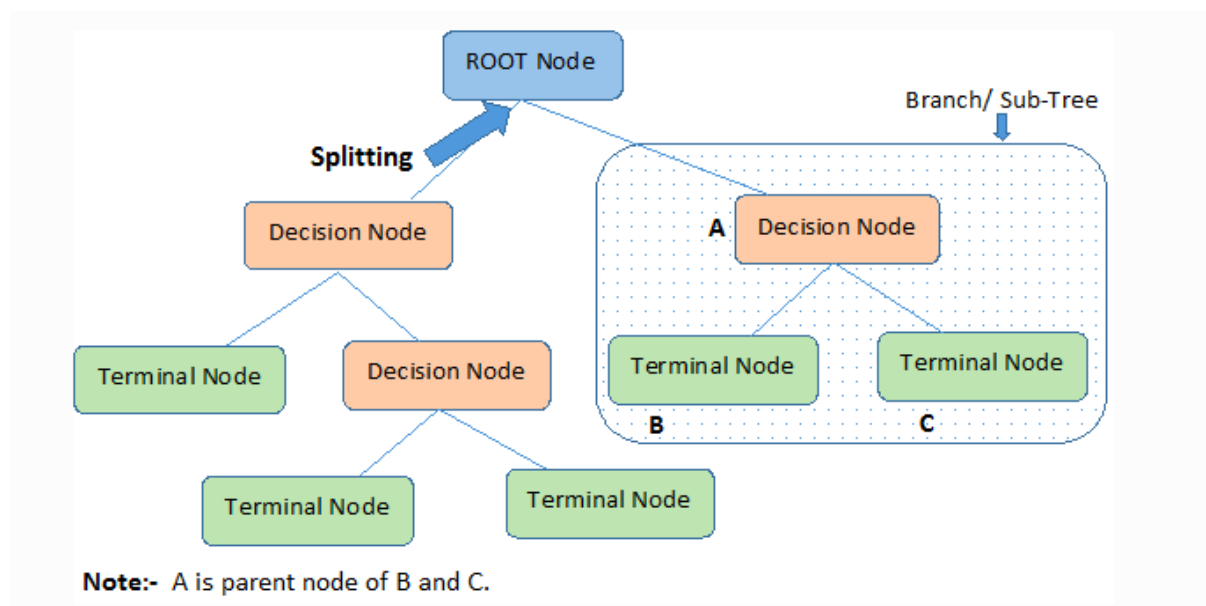 ROOT Node
Branch/ Sub-Tree
Splitting
Decision Node
A
Decision Node
Terminal Node
Decision Node
Terminal Node
Terminal Node
B
C
Terminal Node
Terminal Node
Note:- A is parent node of B and C.